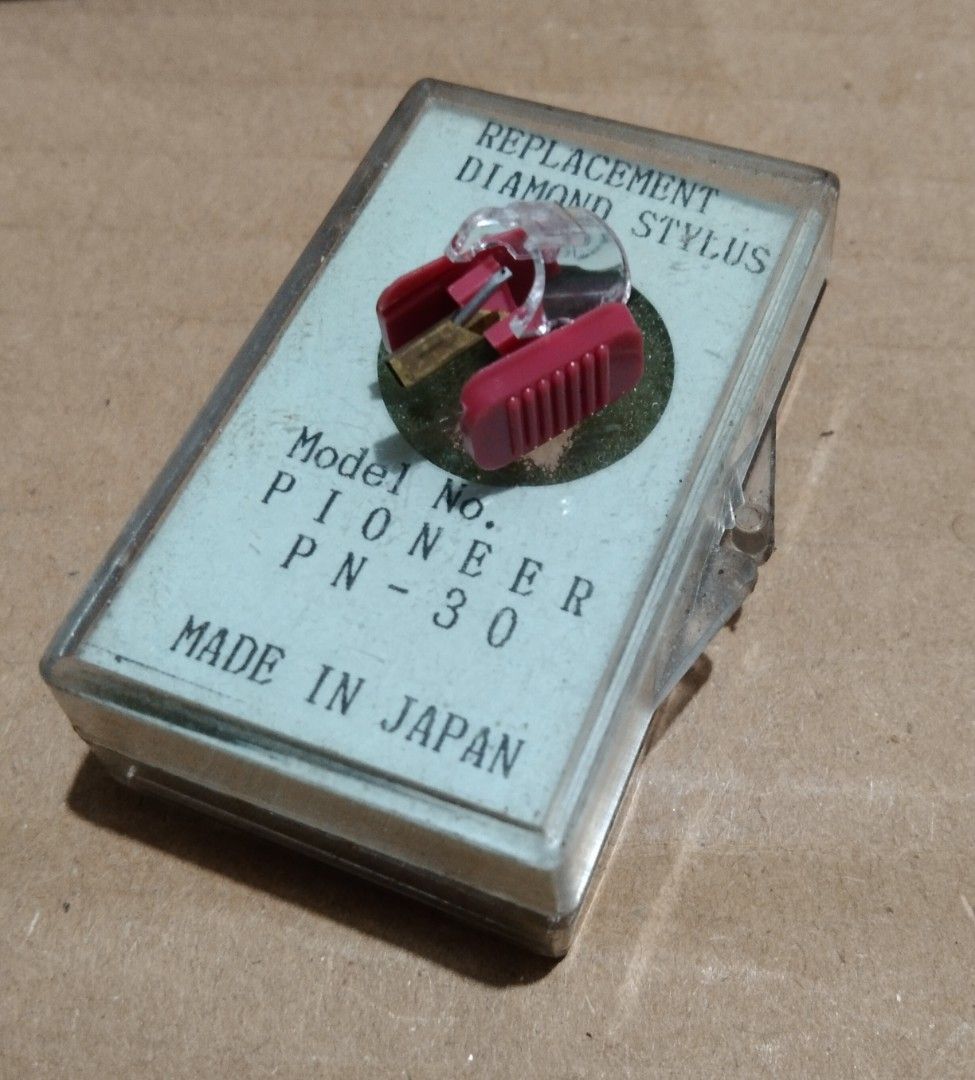 REPLACEMENT
DIAMOND STYLUS
Model No.
PIONEER
PN-30
MADE IN JAPAN